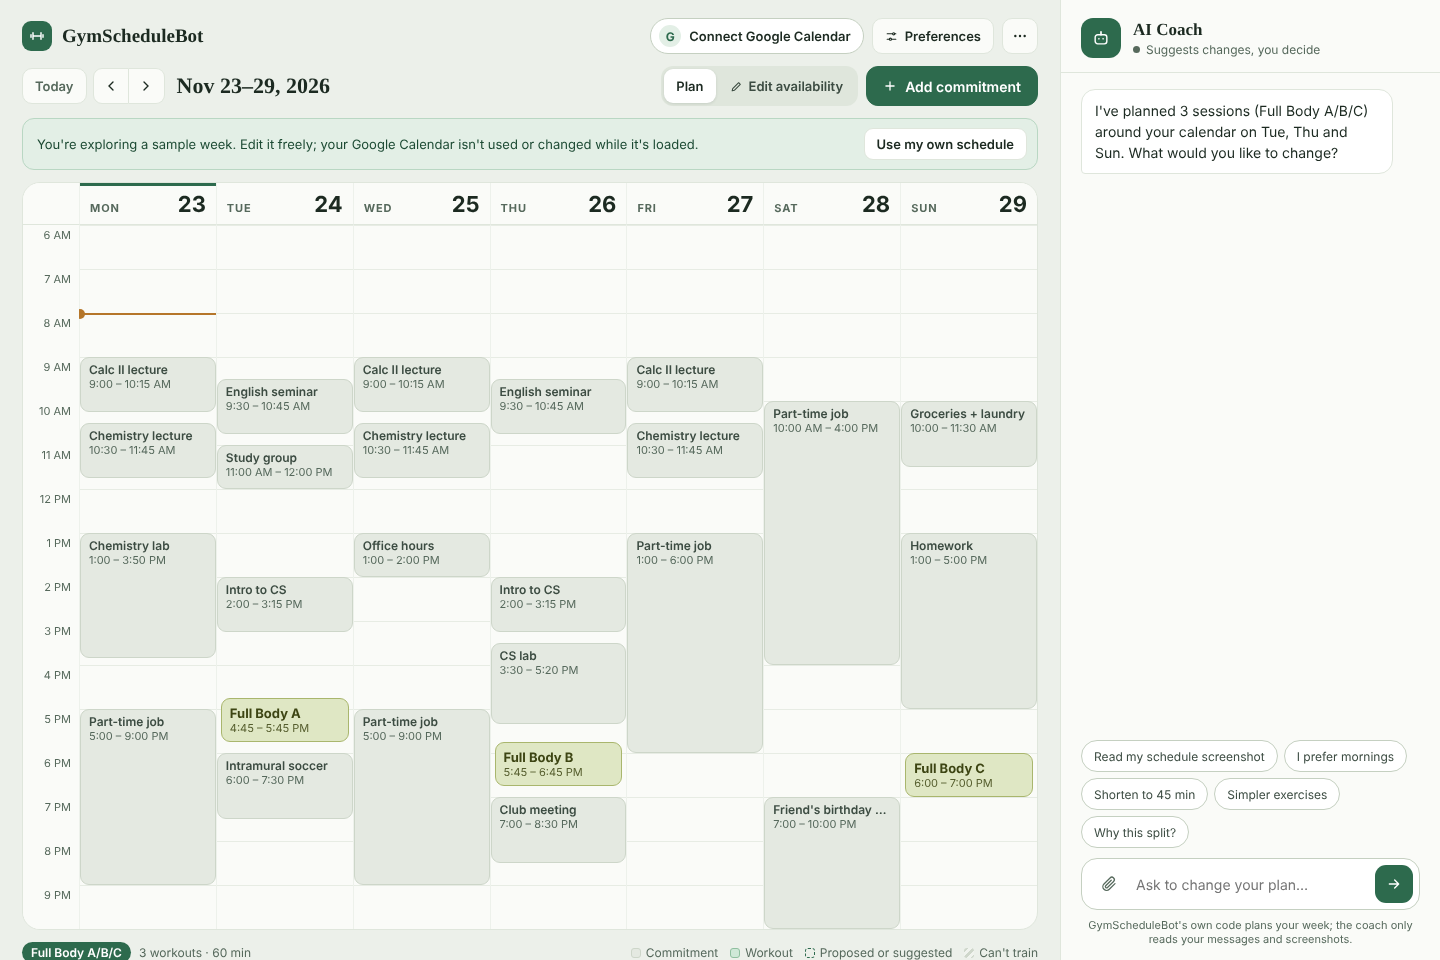 GymScheduleBot
G Connect Google Calendar
Preferences
Today
Nov 23–29, 2026
Plan
Edit availability
+ Add commitment
You're exploring a sample week. Edit it freely; your Google Calendar isn't used or changed while it's loaded.
Use my own schedule
MON 23
TUE 24
WED 25
THU 26
FRI 27
SAT 28
SUN 29
6 AM
7 AM
8 AM
9 AM
10 AM
11 AM
12 PM
1 PM
2 PM
3 PM
4 PM
5 PM
6 PM
7 PM
8 PM
9 PM
Calc II lecture
9:00 – 10:15 AM
Chemistry lecture
10:30 – 11:45 AM
Chemistry lab
1:00 – 3:50 PM
Part-time job
5:00 – 9:00 PM
English seminar
9:30 – 10:45 AM
Study group
11:00 AM – 12:00 PM
Intro to CS
2:00 – 3:15 PM
Full Body A
4:45 – 5:45 PM
Intramural soccer
6:00 – 7:30 PM
Calc II lecture
9:00 – 10:15 AM
Chemistry lecture
10:30 – 11:45 AM
Office hours
1:00 – 2:00 PM
Part-time job
5:00 – 9:00 PM
English seminar
9:30 – 10:45 AM
Intro to CS
2:00 – 3:15 PM
CS lab
3:30 – 5:20 PM
Full Body B
5:45 – 6:45 PM
Club meeting
7:00 – 8:30 PM
Calc II lecture
9:00 – 10:15 AM
Chemistry lecture
10:30 – 11:45 AM
Part-time job
1:00 – 6:00 PM
Part-time job
10:00 AM – 4:00 PM
Friend's birthday ...
7:00 – 10:00 PM
Groceries + laundry
10:00 – 11:30 AM
Homework
1:00 – 5:00 PM
Full Body C
6:00 – 7:00 PM
Full Body A/B/C
3 workouts · 60 min
Commitment
Workout
Proposed or suggested
Can't train
AI Coach
Suggests changes, you decide
I've planned 3 sessions (Full Body A/B/C)
around your calendar on Tue, Thu and
Sun. What would you like to change?
Read my schedule screenshot
I prefer mornings
Shorten to 45 min
Simpler exercises
Why this split?
Ask to change your plan...
GymScheduleBot's own code plans your week; the coach only
reads your messages and screenshots.